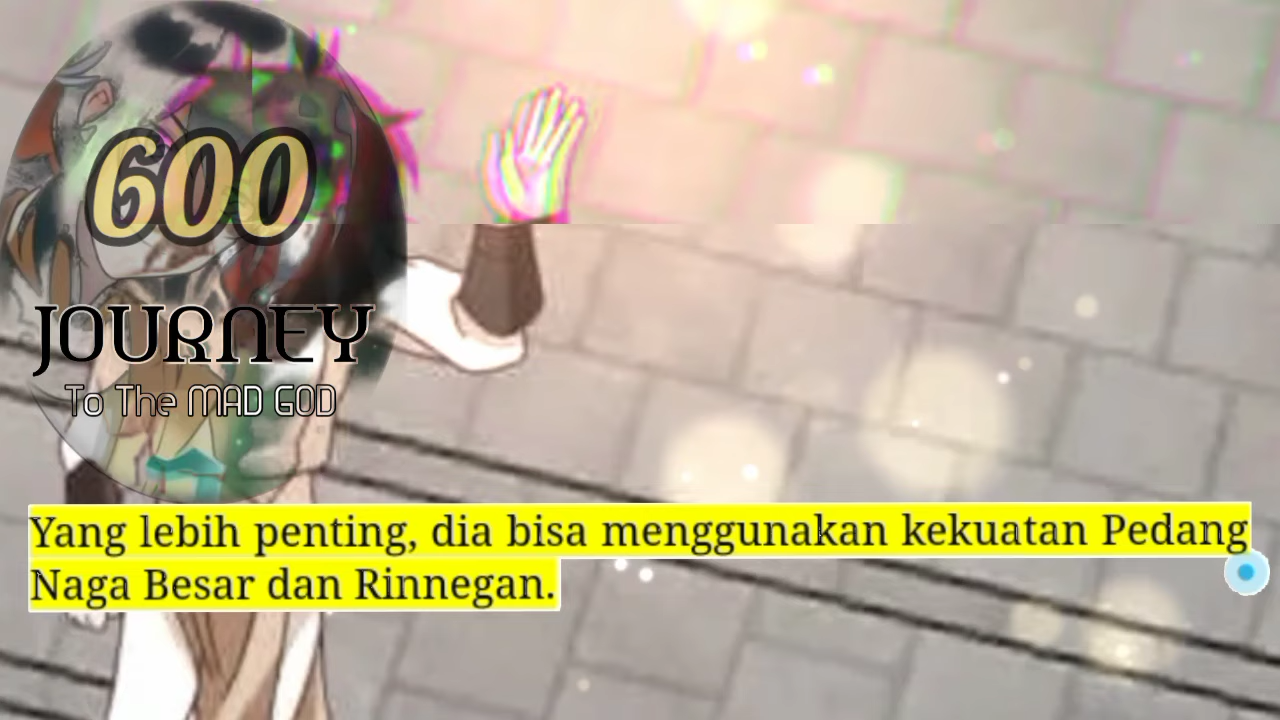 600
JOURNEY
To The MAD GOD
Yang lebih penting, dia bisa menggunakan kekuatan Pedang
Naga Besar dan Rinnegan.